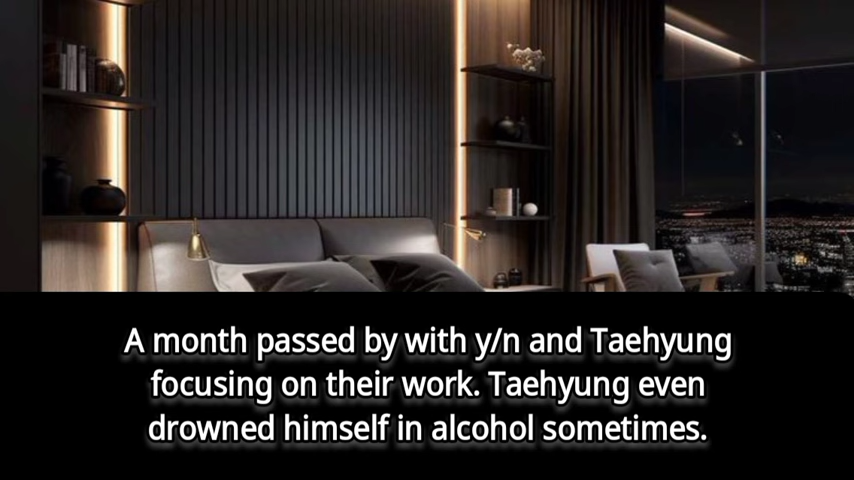 A month passed by with y/n and Taehyung
focusing on their work. Taehyung even
drowned himself in alcohol sometimes.